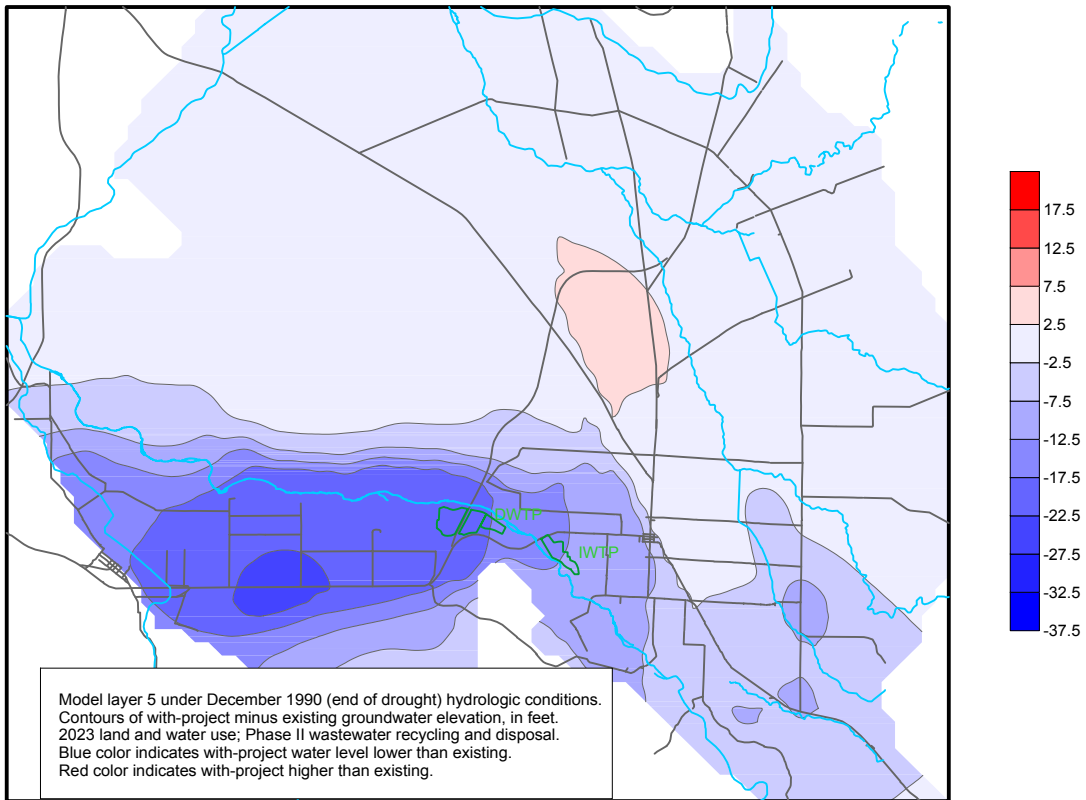 17.5
12.5
7.5
2.5
-2.5
-7.5
-12.5
-17.5
-22.5
-27.5
-32.5
-37.5
DWTP
IWTP
Model layer 5 under December 1990 (end of drought) hydrologic conditions.
Contours of with-project minus existing groundwater elevation, in feet.
2023 land and water use; Phase II wastewater recycling and disposal.
Blue color indicates with-project water level lower than existing.
Red color indicates with-project higher than existing.